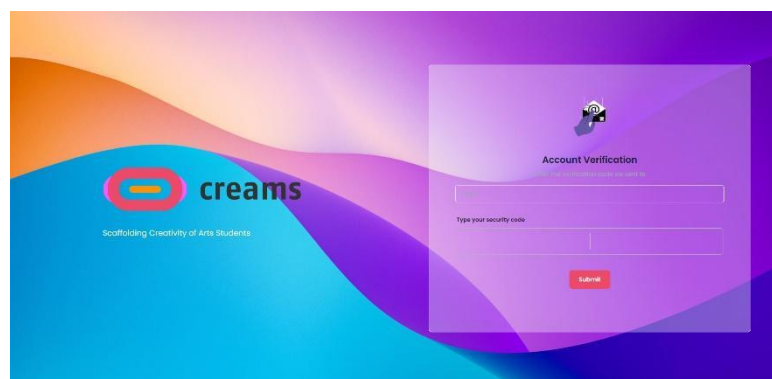 creams
Scaffolding Creativity of Arts Students
Account Verification
Type your security code
Submit